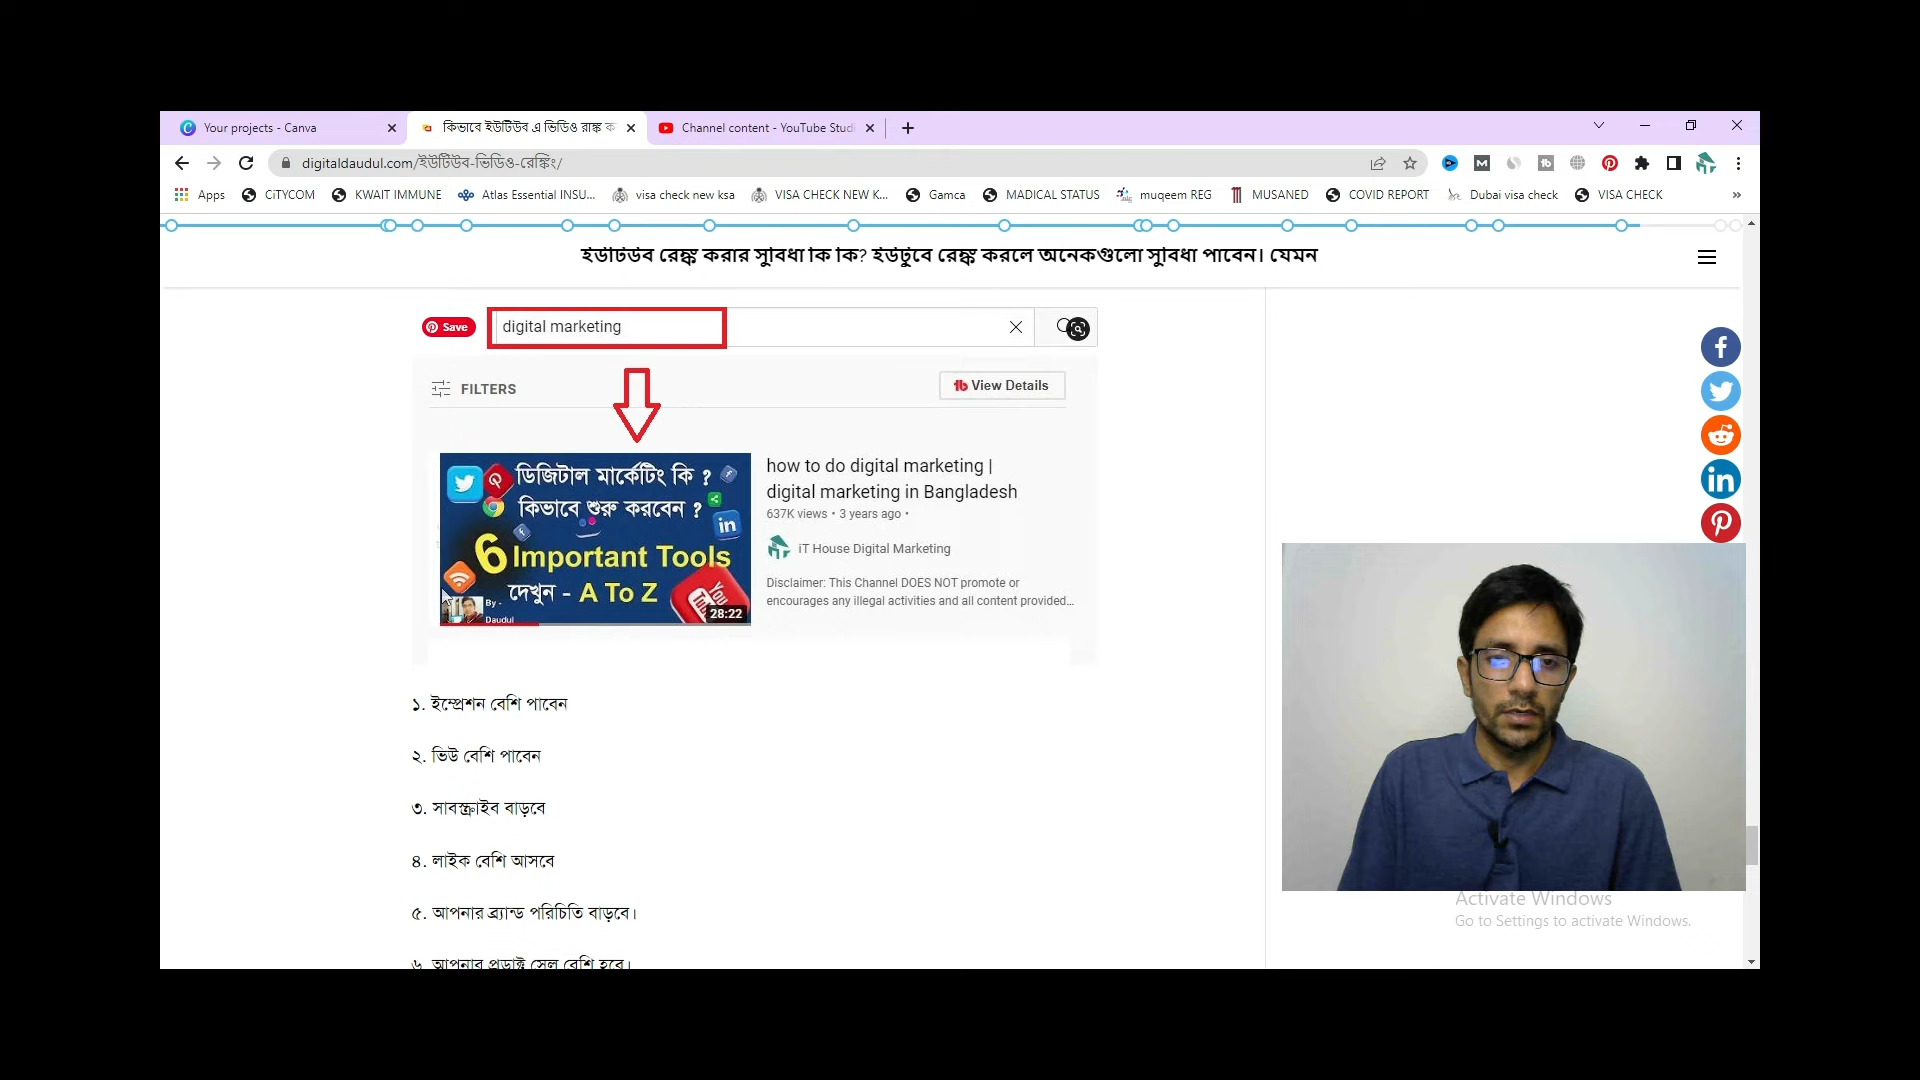 Your projects - Canva
কিভাবে ইউটিউব এ ভিডিও রাঙ্ক ক
Channel content - YouTube Studi
digitaldaudul.com/ইউটিউব-ভিডিও-রেঙ্কিং/
Apps
CiTYCOM
KWAIT IMMUNE
Atlas Essential INSU...
visa check new ksa
VISA CHECK NEW K...
Gamca
MADICAL STATUS
muqeem REG
MUSANED
COVID REPORT
Dubai visa check
VISA CHECK
ইউটিউব রেঙ্ক করার সুবিধা কি কি? ইউটুবে রেঙ্ক করলে অনেকগুলো সুবিধা পাবেন। যেমন
Save
digital marketing
FILTERS
View Details
ডিজিটাল মার্কেটিং কি ?
কিভাবে শুরু করবেন ?
6 Important Tools
দেখুন - A To Z
By -
Daudul
You
28:22
how to do digital marketing |
digital marketing in Bangladesh
637K views • 3 years ago •
iT House Digital Marketing
Disclaimer: This Channel DOES NOT promote or
encourages any illegal activities and all content provided...
১. ইম্প্রেশন বেশি পাবেন
২. ভিউ বেশি পাবেন
৩. সাবস্ক্রাইব বাড়বে
৪. লাইক বেশি আসবে
৫. আপনার ব্র্যান্ড পরিচিতি বাড়বে।
৬. আপনার প্রডাক্ট সেল বেশি হবে।
Activate Windows
Go to Settings to activate Windows.